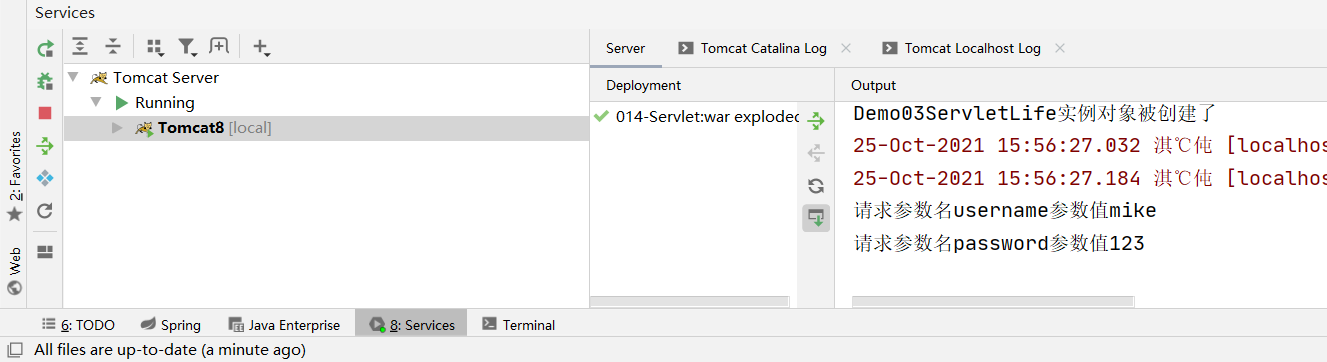 Services
Server
Tomcat Catalina Log
Tomcat Localhost Log
Tomcat Server
Running
Tomcat8 [local]
Deployment
014-Servlet:war exploded
Output
Demo03ServletLife实例对象被创建了
25-Oct-2021 15:56:27.032 淇℃伅 [localhos
25-Oct-2021 15:56:27.184 淇℃伅 [localhos
请求参数名username参数值mike
请求参数名password参数值123
2: Favorites
Web
6: TODO
Spring
Java Enterprise
8: Services
Terminal
All files are up-to-date (a minute ago)